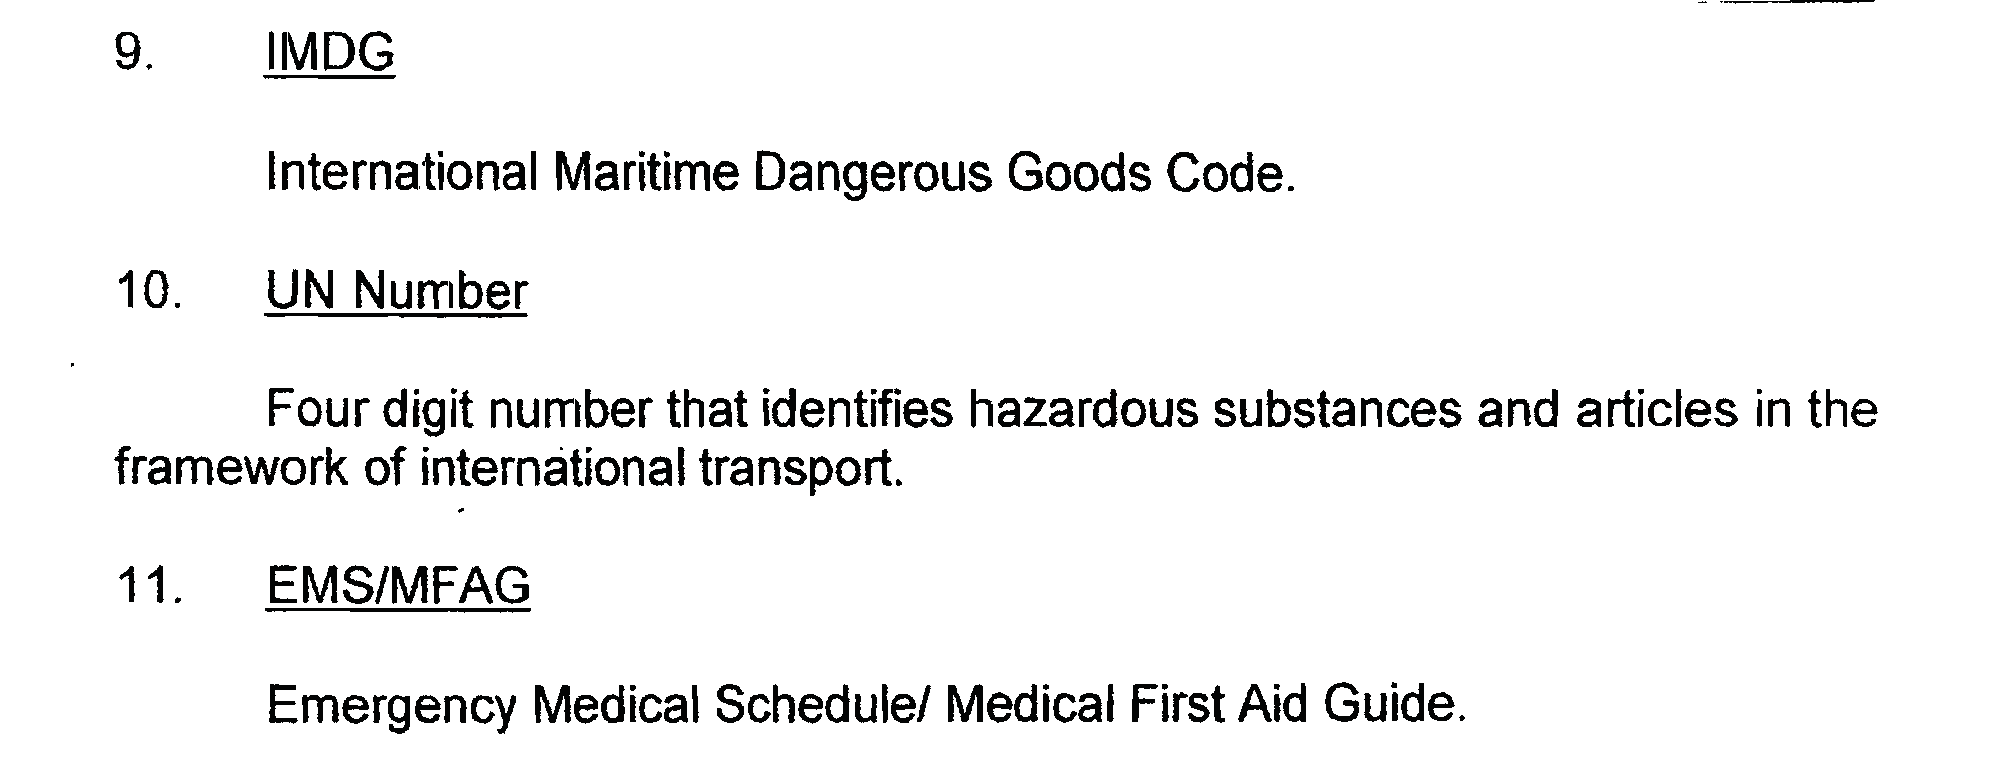 9. IMDG
International Maritime Dangerous Goods Code.
10. UN Number
Four digit number that identifies hazardous substances and articles in the
framework of international transport.
11. EMS/MFAG
Emergency Medical Schedule/ Medical First Aid Guide.